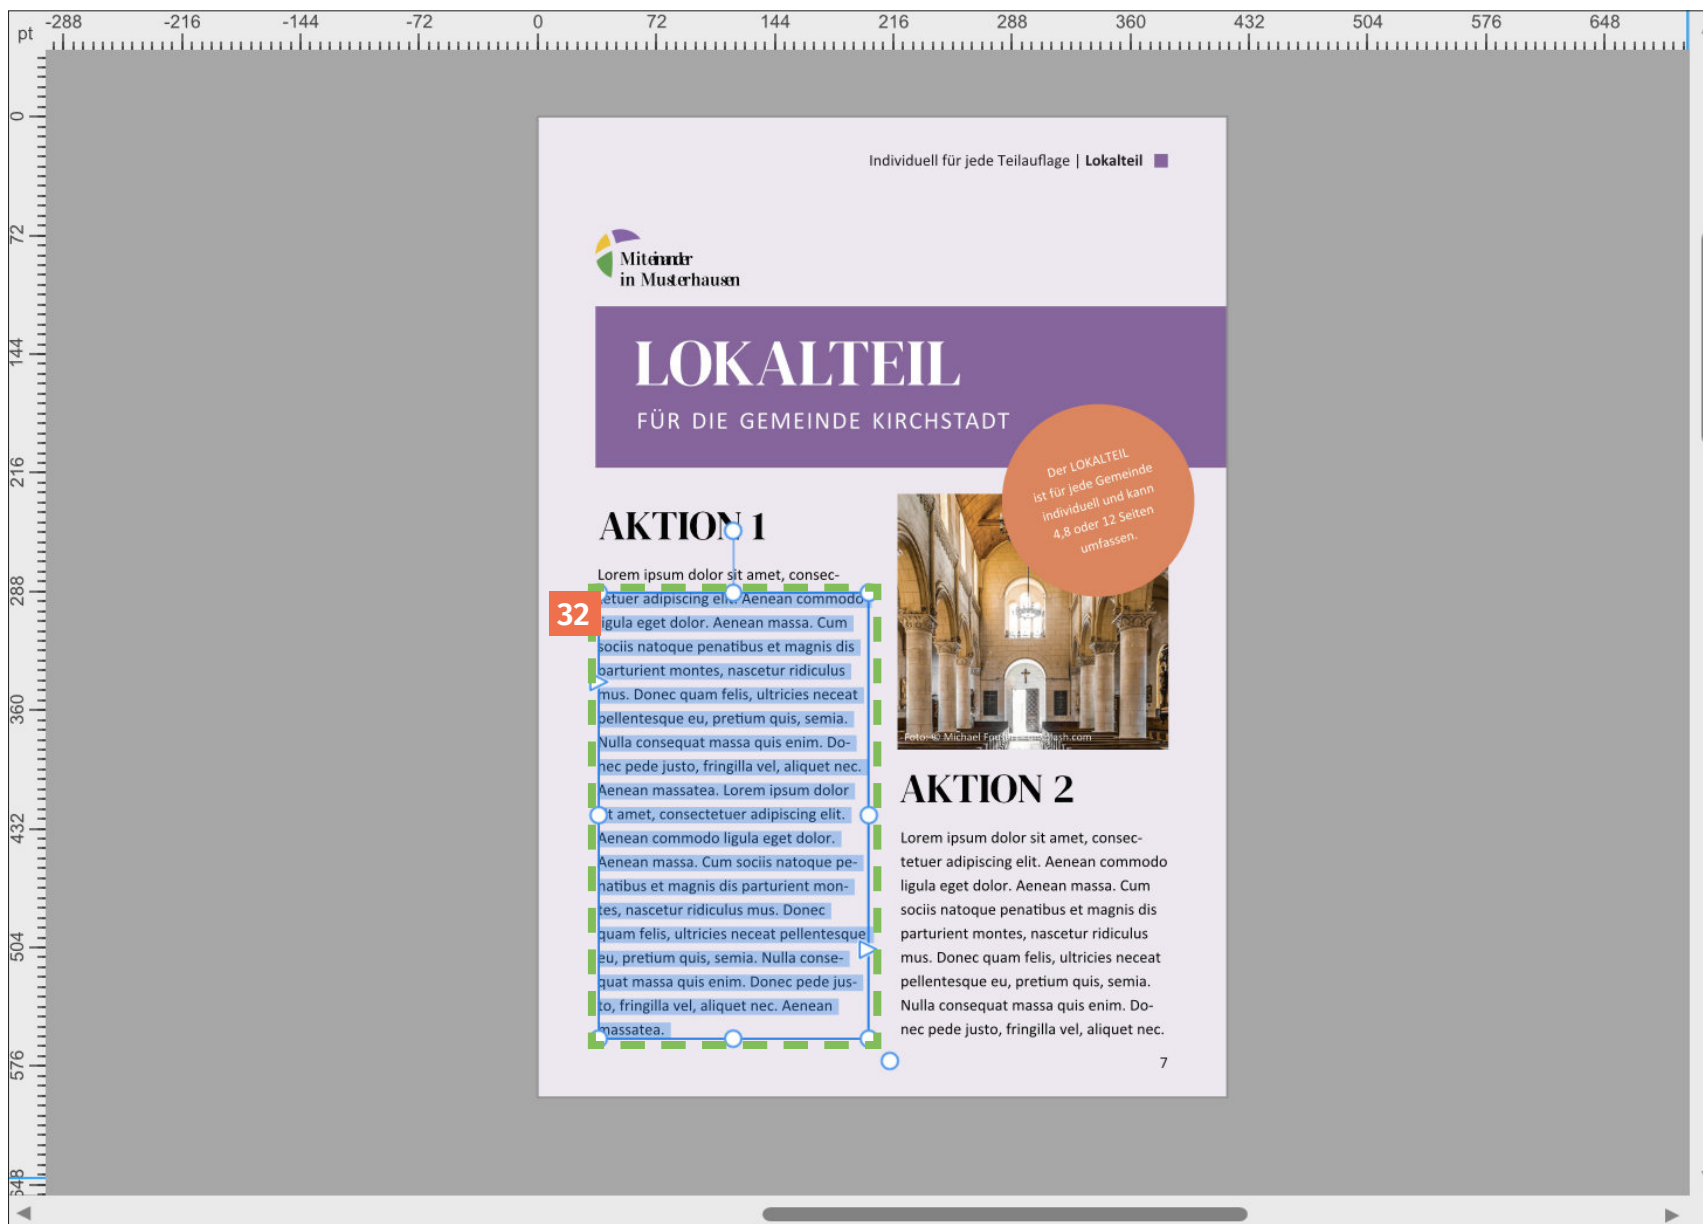 pt
-288 -216 -144 -72 0 72 144 216 288 360 432 504 576 648
0
72
144
216
288
360
432
504
576
648
Individuell für jede Teilauflage | Lokalteil
Miteinander
in Musterhausen
LOKALTEIL
FÜR DIE GEMEINDE KIRCHSTADT
Der LOKALTEIL
ist für jede Gemeinde
individuell und kann
4,8 oder 12 Seiten
umfassen.
AKTION 1
Lorem ipsum dolor sit amet, consec-
32
tetuer adipiscing elit. Aenean commodo
ligula eget dolor. Aenean massa. Cum
sociis natoque penatibus et magnis dis
parturient montes, nascetur ridiculus
mus. Donec quam felis, ultricies neceat
pellentesque eu, pretium quis, semia.
Nulla consequat massa quis enim. Do-
nec pede justo, fringilla vel, aliquet nec.
Aenean massatea. Lorem ipsum dolor
sit amet, consectetuer adipiscing elit.
Aenean commodo ligula eget dolor.
Aenean massa. Cum sociis natoque pe-
natibus et magnis dis parturient mon-
tes, nascetur ridiculus mus. Donec
quam felis, ultricies neceat pellentesque
eu, pretium quis, semia. Nulla conse-
quat massa quis enim. Donec pede jus-
to, fringilla vel, aliquet nec. Aenean
massatea.
Foto: © Michael
AKTION 2
Lorem ipsum dolor sit amet, consec-
tetuer adipiscing elit. Aenean commodo
ligula eget dolor. Aenean massa. Cum
sociis natoque penatibus et magnis dis
parturient montes, nascetur ridiculus
mus. Donec quam felis, ultricies neceat
pellentesque eu, pretium quis, semia.
Nulla consequat massa quis enim. Do-
nec pede justo, fringilla vel, aliquet nec.
7